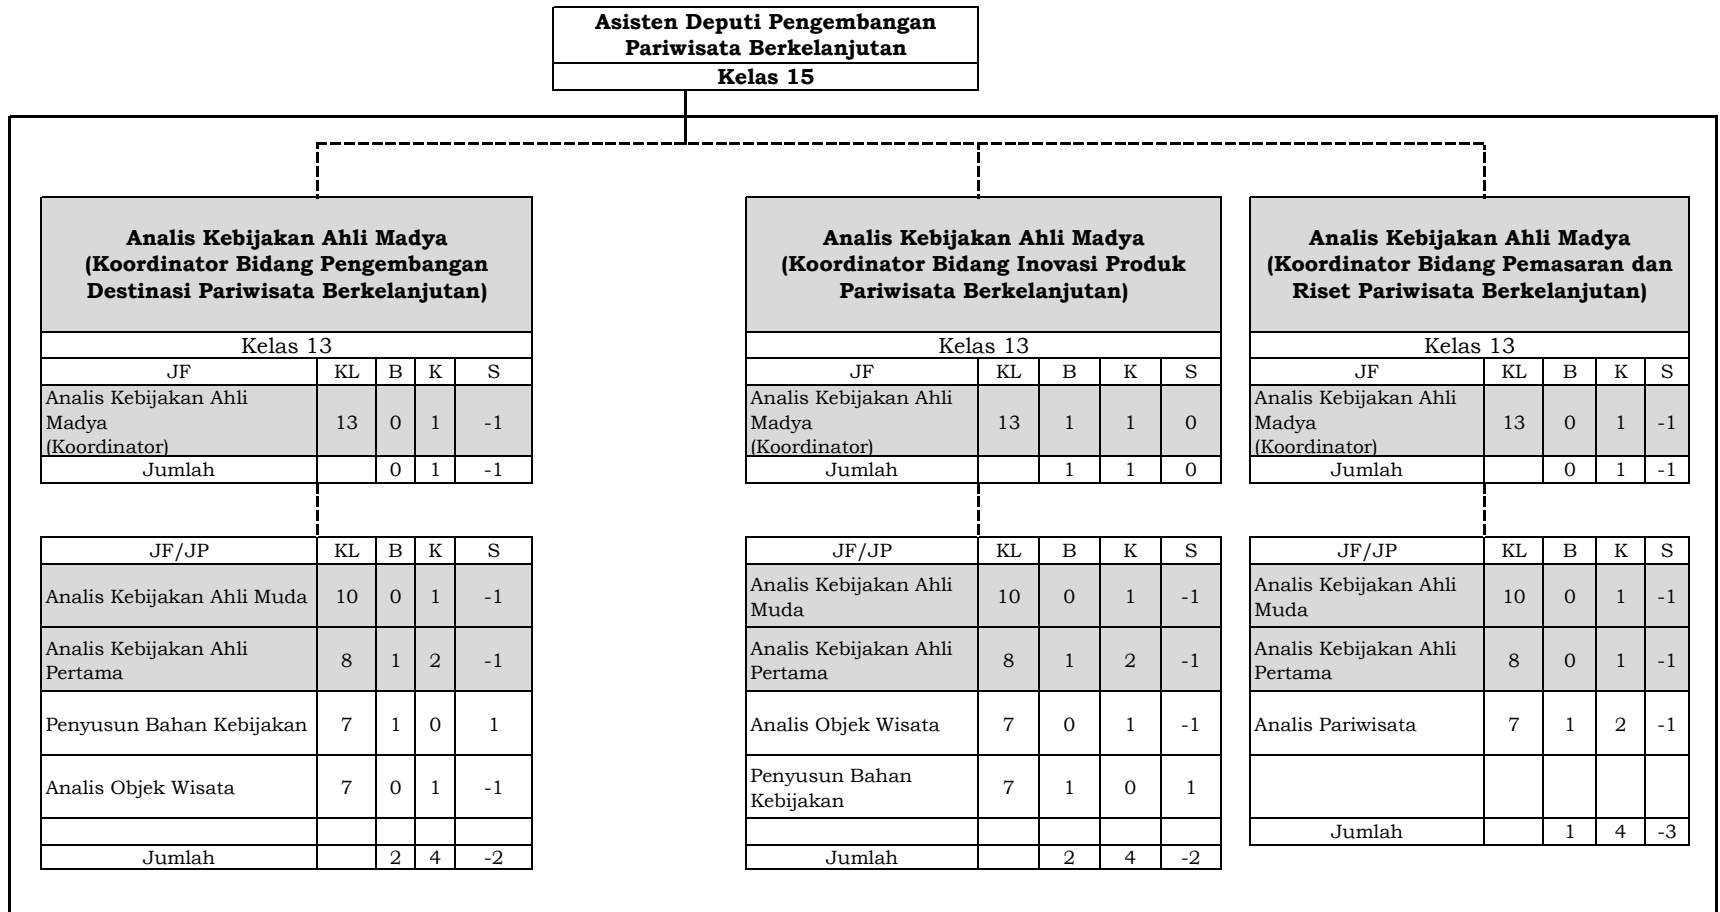 Asisten Deputi Pengembangan
Pariwisata Berkelanjutan
Kelas 15
Analis Kebijakan Ahli Madya
(Koordinator Bidang Pengembangan
Destinasi Pariwisata Berkelanjutan)
Kelas 13
JF KL B K S
Analis Kebijakan Ahli
Madya
(Koordinator) 13 0 1 -1
Jumlah 0 1 -1
JF/JP KL B K S
Analis Kebijakan Ahli Muda 10 0 1 -1
Analis Kebijakan Ahli
Pertama 8 1 2 -1
Penyusun Bahan Kebijakan 7 1 0 1
Analis Objek Wisata 7 0 1 -1
Jumlah 2 4 -2
Analis Kebijakan Ahli Madya
(Koordinator Bidang Inovasi Produk
Pariwisata Berkelanjutan)
Kelas 13
JF KL B K S
Analis Kebijakan Ahli
Madya
(Koordinator) 13 1 1 0
Jumlah 1 1 0
JF/JP KL B K S
Analis Kebijakan Ahli
Muda 10 0 1 -1
Analis Kebijakan Ahli
Pertama 8 1 2 -1
Analis Objek Wisata 7 0 1 -1
Penyusun Bahan
Kebijakan 7 1 0 1
Jumlah 2 4 -2
Analis Kebijakan Ahli Madya
(Koordinator Bidang Pemasaran dan
Riset Pariwisata Berkelanjutan)
Kelas 13
JF KL B K S
Analis Kebijakan Ahli
Madya
(Koordinator) 13 0 1 -1
Jumlah 0 1 -1
JF/JP KL B K S
Analis Kebijakan Ahli
Muda 10 0 1 -1
Analis Kebijakan Ahli
Pertama 8 0 1 -1
Analis Pariwisata 7 1 2 -1
Jumlah 1 4 -3